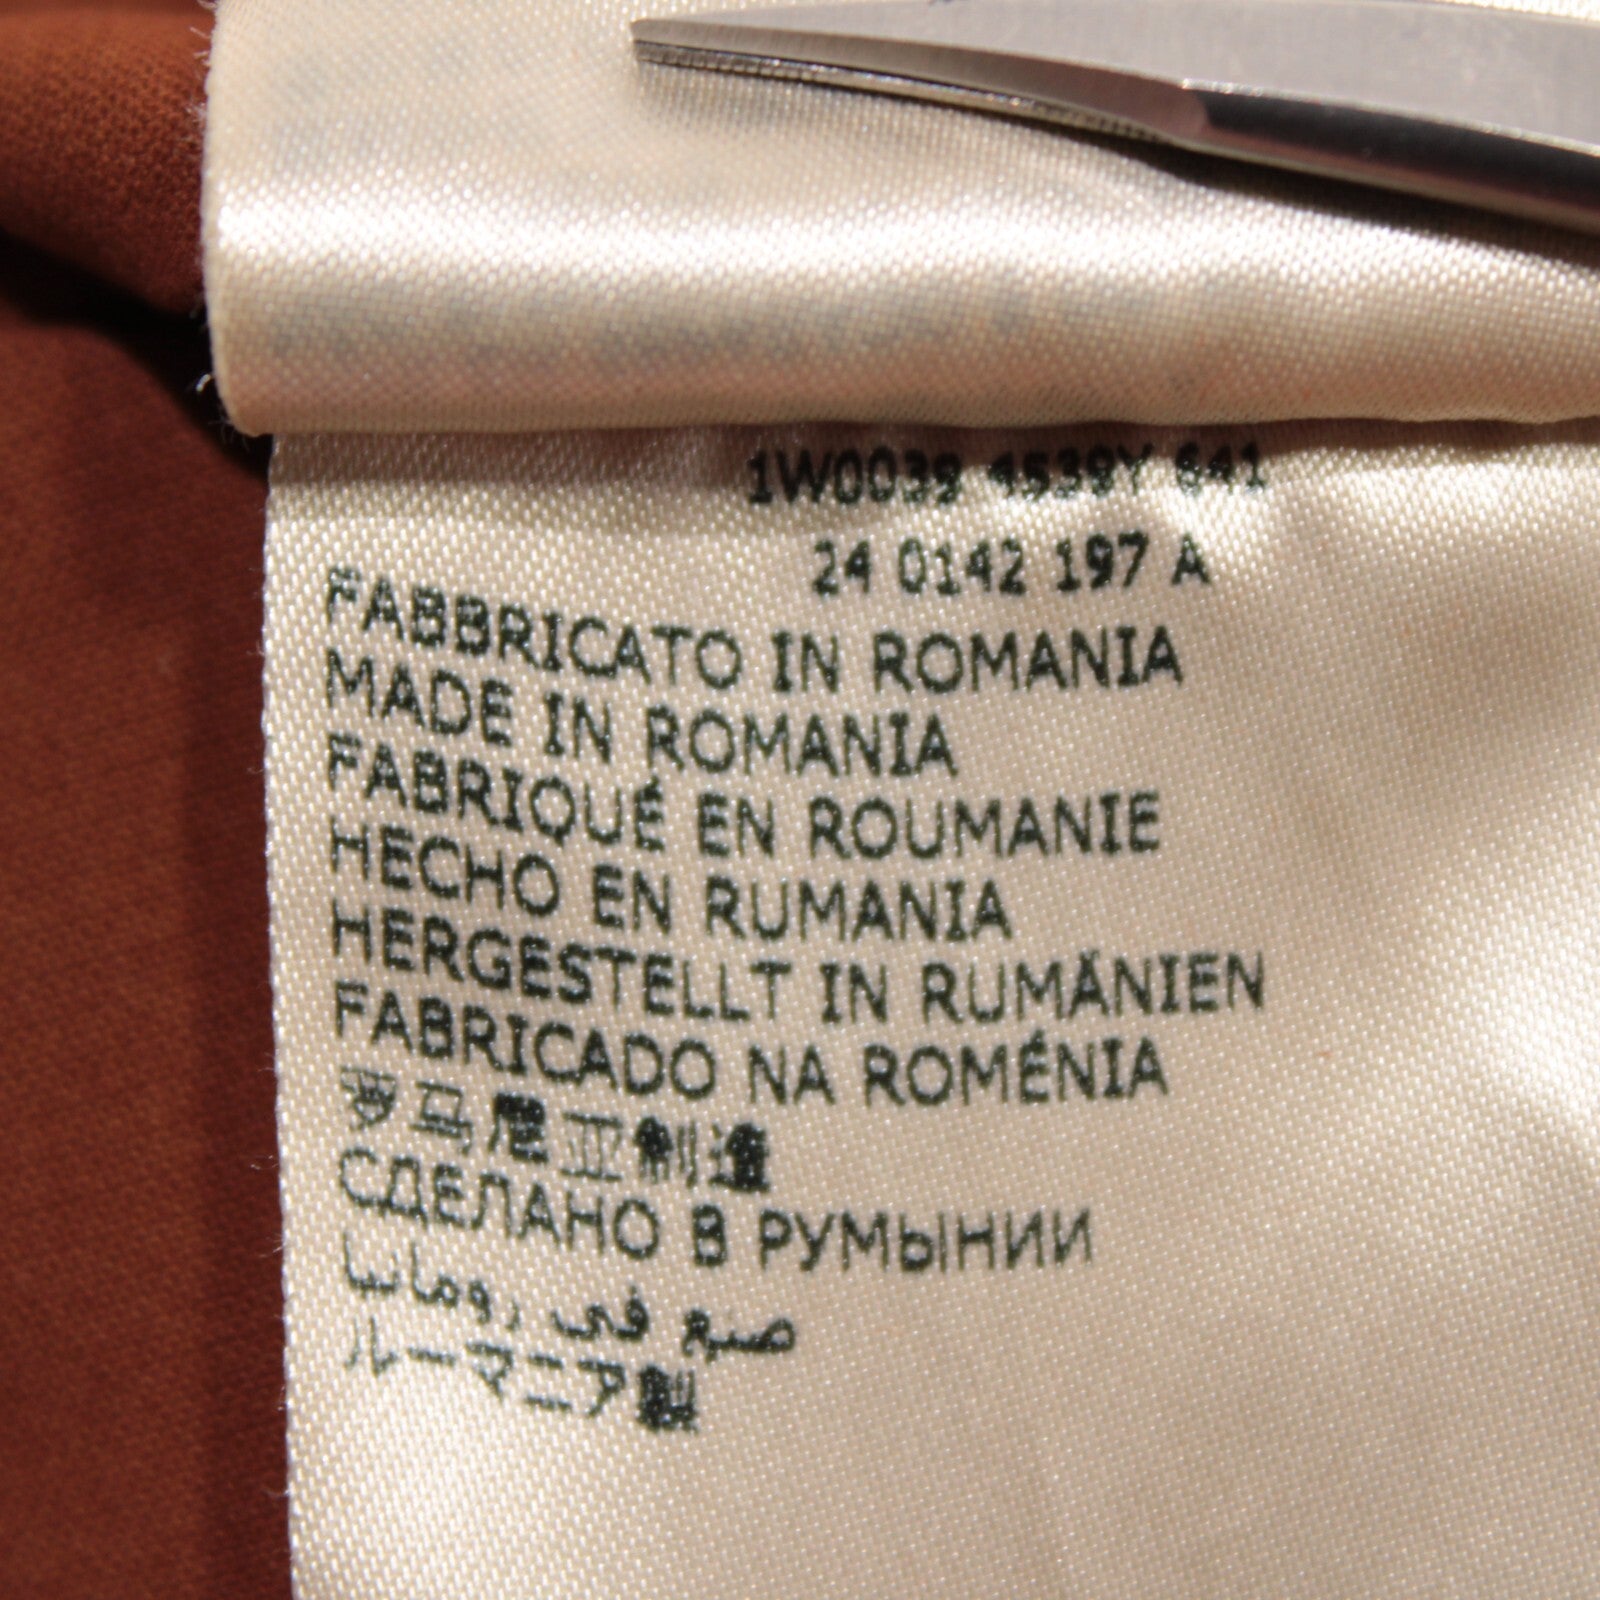 1W0039 4539Y 641
24 0142 197 A
FABBRICATO IN ROMANIA
MADE IN ROMANIA
FABRIQUÉ EN ROUMANIE
HECHO EN RUMANIA
HERGESTELLT IN RUMÄNIEN
FABRICADO NA ROMÉNIA
罗马尼亚制造
СДЕЛАНО В РУМЫНИИ
صنع في رومانيا
ルーマニア製